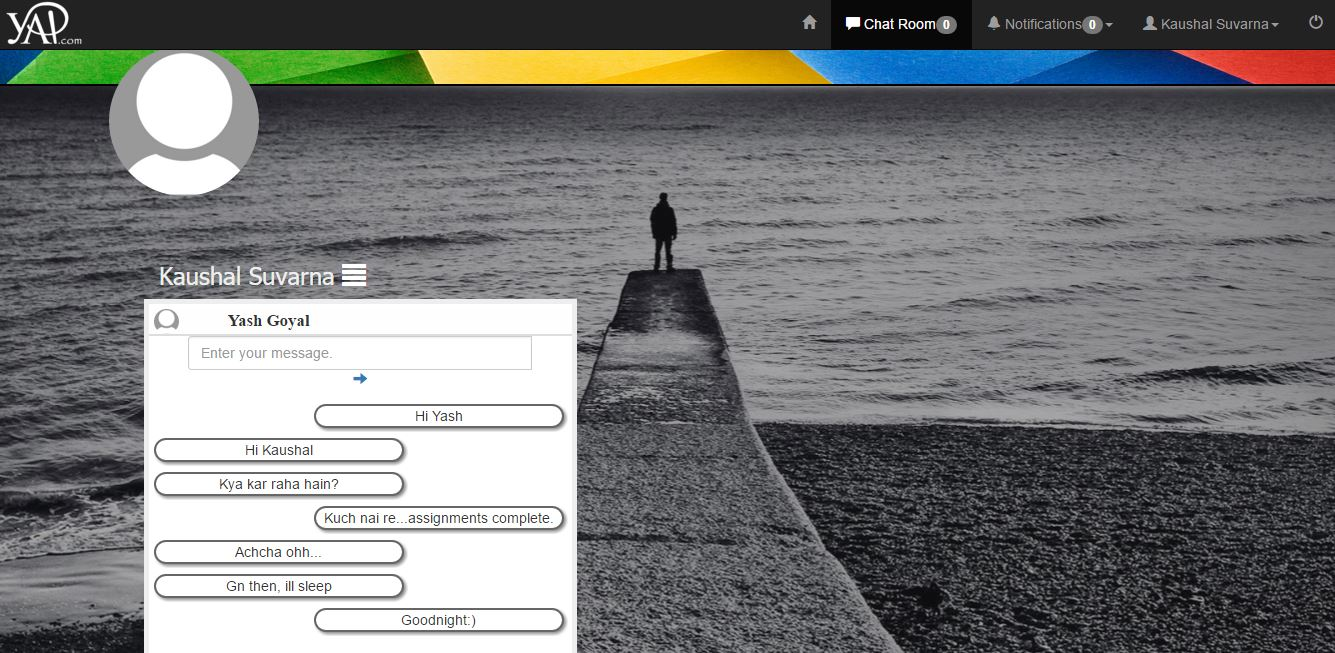 YAP.com
Chat Room 0
Notifications 0
Kaushal Suvarna
Kaushal Suvarna
Yash Goyal
Enter your message.
Hi Yash
Hi Kaushal
Kya kar raha hain?
Kuch nai re...assignments complete.
Achcha ohh...
Gn then, ill sleep
Goodnight:)